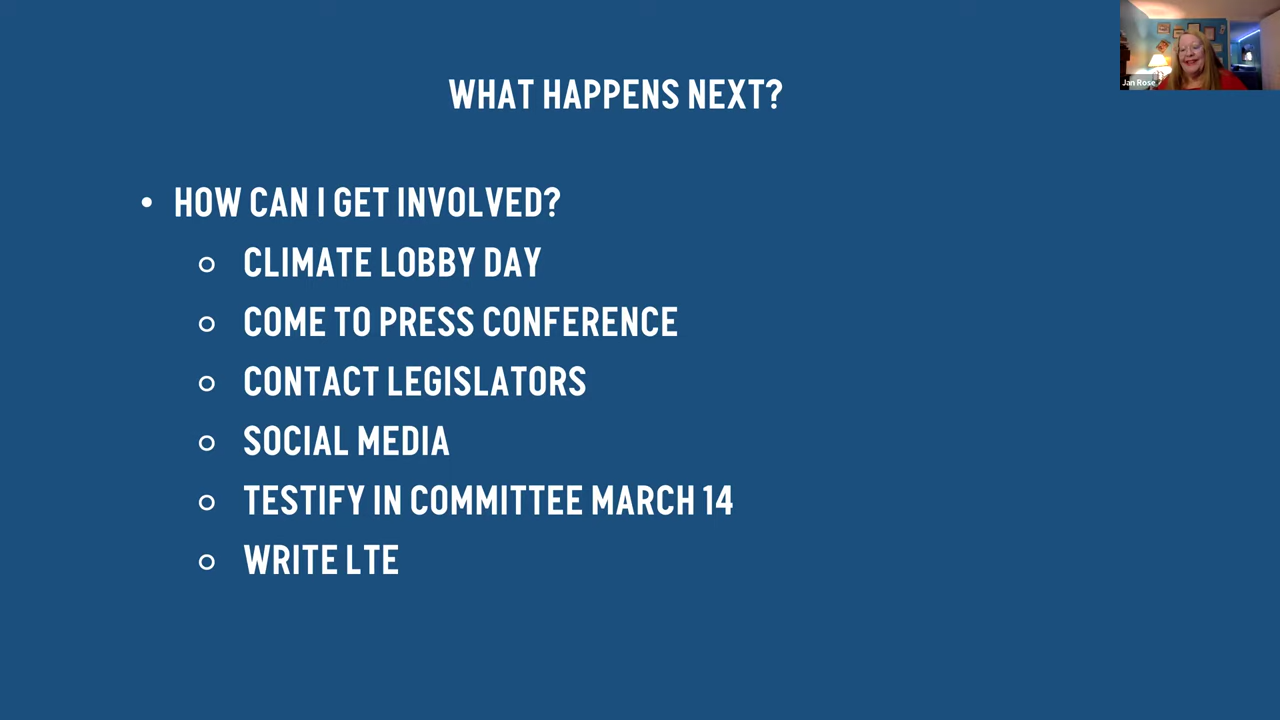 WHAT HAPPENS NEXT?
Jan Rose
• HOW CAN I GET INVOLVED?
○ CLIMATE LOBBY DAY
○ COME TO PRESS CONFERENCE
○ CONTACT LEGISLATORS
○ SOCIAL MEDIA
○ TESTIFY IN COMMITTEE MARCH 14
○ WRITE LTE